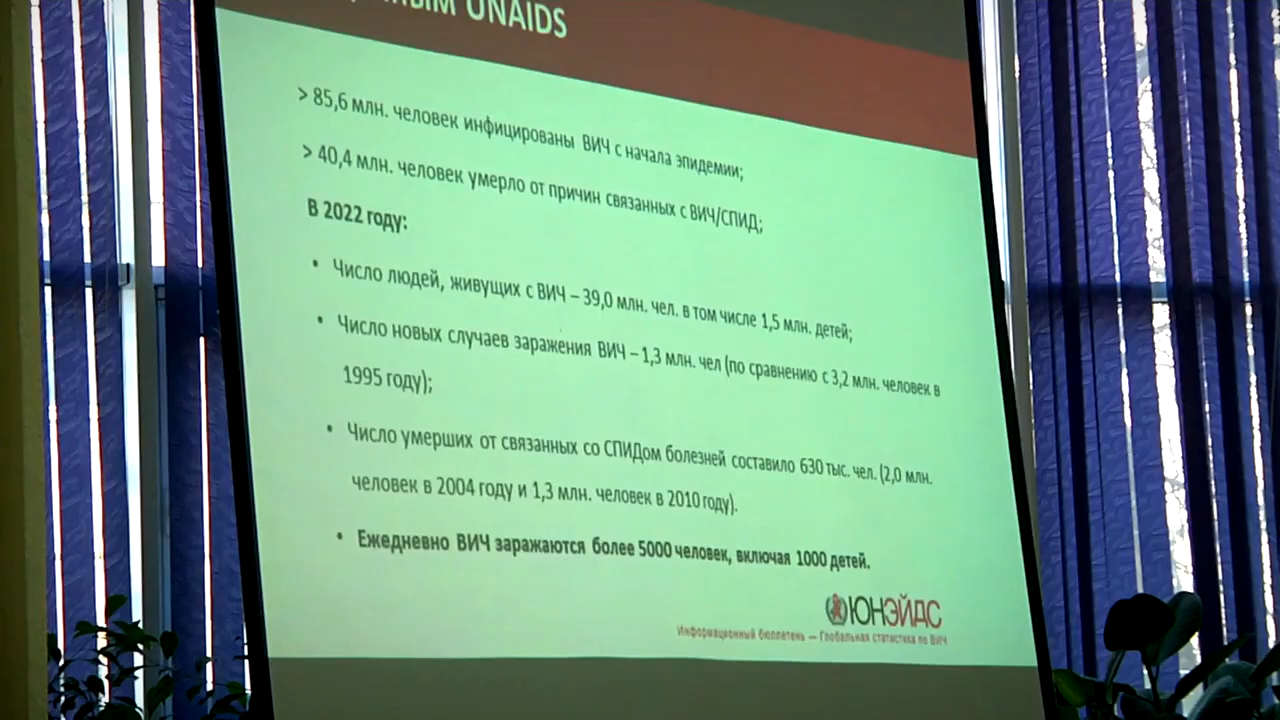 UNAIDS
> 85,6 млн. человек инфицированы ВИЧ с начала эпидемии;
> 40,4 млн. человек умерло от причин связанных с ВИЧ/СПИД;
В 2022 году:
• Число людей, живущих с ВИЧ – 39,0 млн. чел. в том числе 1,5 млн. детей;
• Число новых случаев заражения ВИЧ – 1,3 млн. чел (по сравнению с 3,2 млн. человек в
1995 году);
• Число умерших от связанных со СПИДом болезней составило 630 тыс. чел. (2,0 млн.
человек в 2004 году и 1,3 млн. человек в 2010 году).
• Ежедневно ВИЧ заражаются более 5000 человек, включая 1000 детей.
ЮНЭЙДС
Информационный бюллетень — Глобальная статистика по ВИЧ